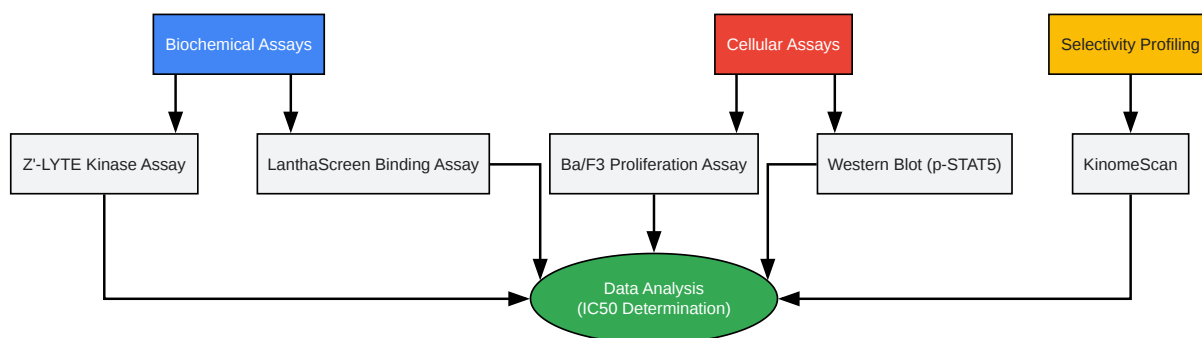 Biochemical Assays
Cellular Assays
Selectivity Profiling
Z'-LYTE Kinase Assay
LanthaScreen Binding Assay
Ba/F3 Proliferation Assay
Western Blot (p-STAT5)
KinomeScan
Data Analysis
(IC50 Determination)